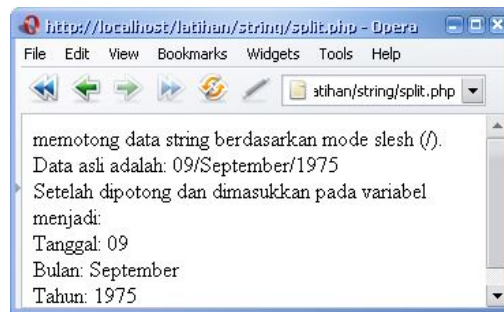 http://localhost/latihan/string/split.php - Opera
File Edit View Bookmarks Widgets Tools Help
atihan/string/split.php
memotong data string berdasarkan mode slesh (/).
Data asli adalah: 09/September/1975
Setelah dipotong dan dimasukkan pada variabel
menjadi:
Tanggal: 09
Bulan: September
Tahun: 1975